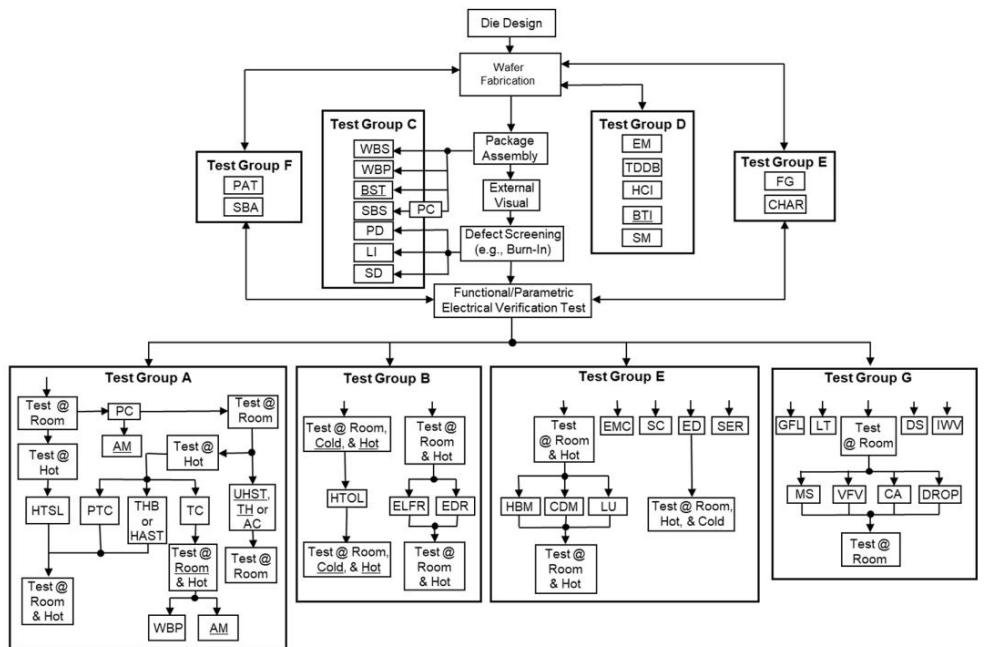 Die Design
Wafer
Fabrication
Test Group C
WBS
WBP
BST
SBS
PC
PD
LI
SD
Package
Assembly
External
Visual
Defect Screening
(e.g., Burn-In)
Test Group D
EM
TDDB
HCI
BTI
SM
Test Group F
PAT
SBA
Test Group E
FG
CHAR
Functional/Parametric
Electrical Verification Test
Test Group A
Test @
Room
PC
Test @
Room
AM
Test @
Hot
Test @
Hot
HTSL
PTC
THB
or
HAST
TC
UHST,
TH or
AC
Test @
Room
& Hot
Test @
Room
& Hot
Test @
Room
WBP
AM
Test Group B
Test @ Room,
Cold, & Hot
Test @
Room
& Hot
HTOL
ELFR
EDR
Test @ Room,
Cold, & Hot
Test @
Room
& Hot
Test Group E
Test
@ Room
& Hot
EMC
SC
ED
SER
HBM
CDM
LU
Test @ Room,
Hot, & Cold
Test @
Room &
Hot
Test Group G
GFL
LT
Test
@ Room
DS
IWV
MS
VFV
CA
DROP
Test @
Room